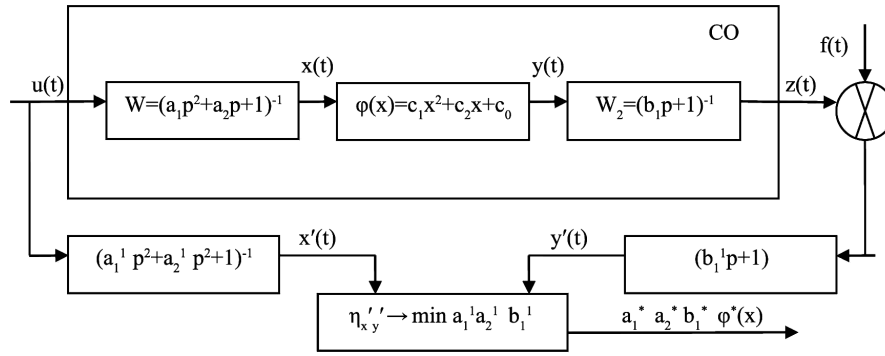 CO
f(t)
u(t)
x(t)
y(t)
z(t)
W=(a₁p²+a₂p+1)⁻¹
φ(x)=c₁x²+c₂x+c₀
W₂=(b₁p+1)⁻¹
x′(t)
y′(t)
(a₁¹ p²+a₂¹ p²+1)⁻¹
(b₁¹p+1)
ηₓ′ᵧ′→min a₁¹a₂¹ b₁¹
a₁* a₂* b₁* φ*(x)